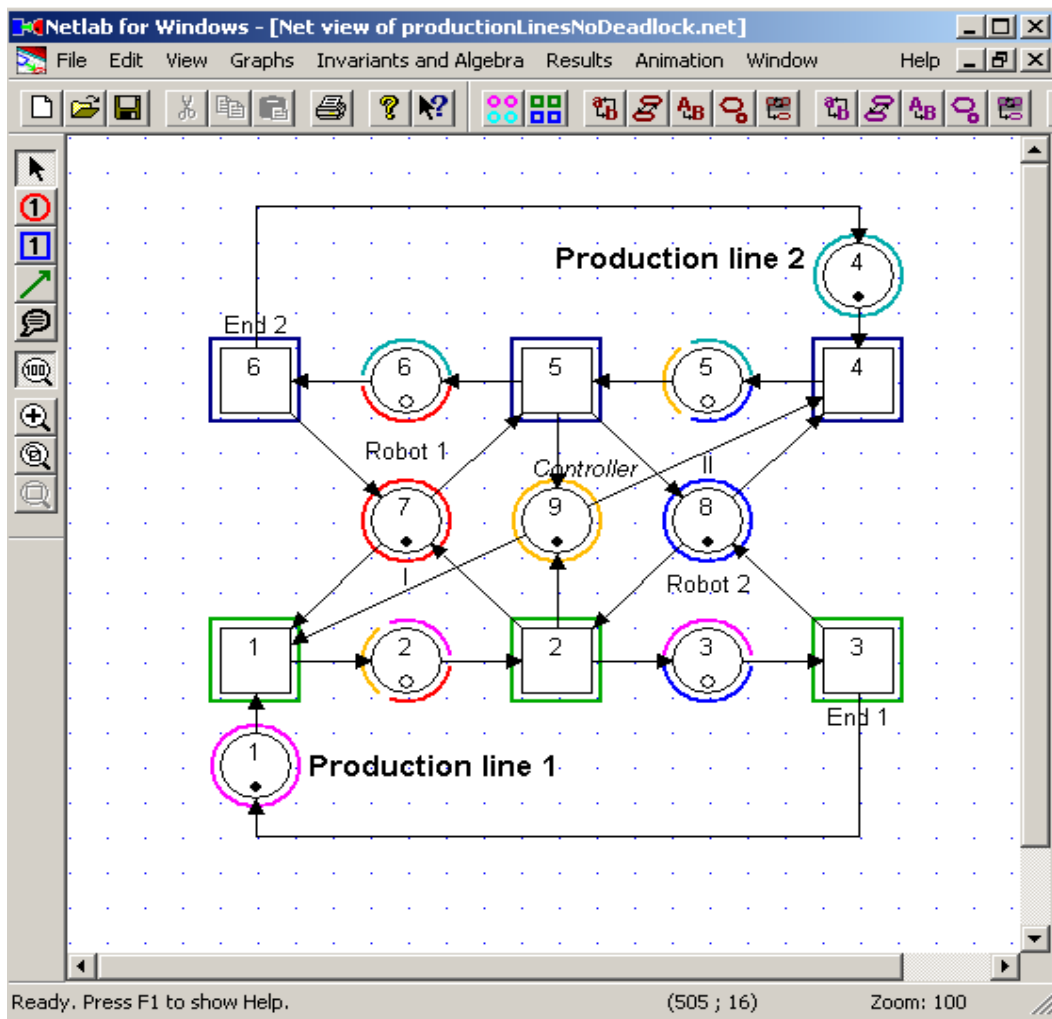 Netlab for Windows - [Net view of productionLinesNoDeadlock.net]
File Edit View Graphs Invariants and Algebra Results Animation Window Help
1
1
100
Production line 2
4
End 2
6
6
5
5
4
Robot 1
Controller
II
7
9
8
I
Robot 2
1
2
2
3
3
End 1
1
Production line 1
Ready. Press F1 to show Help. (505 ; 16) Zoom: 100